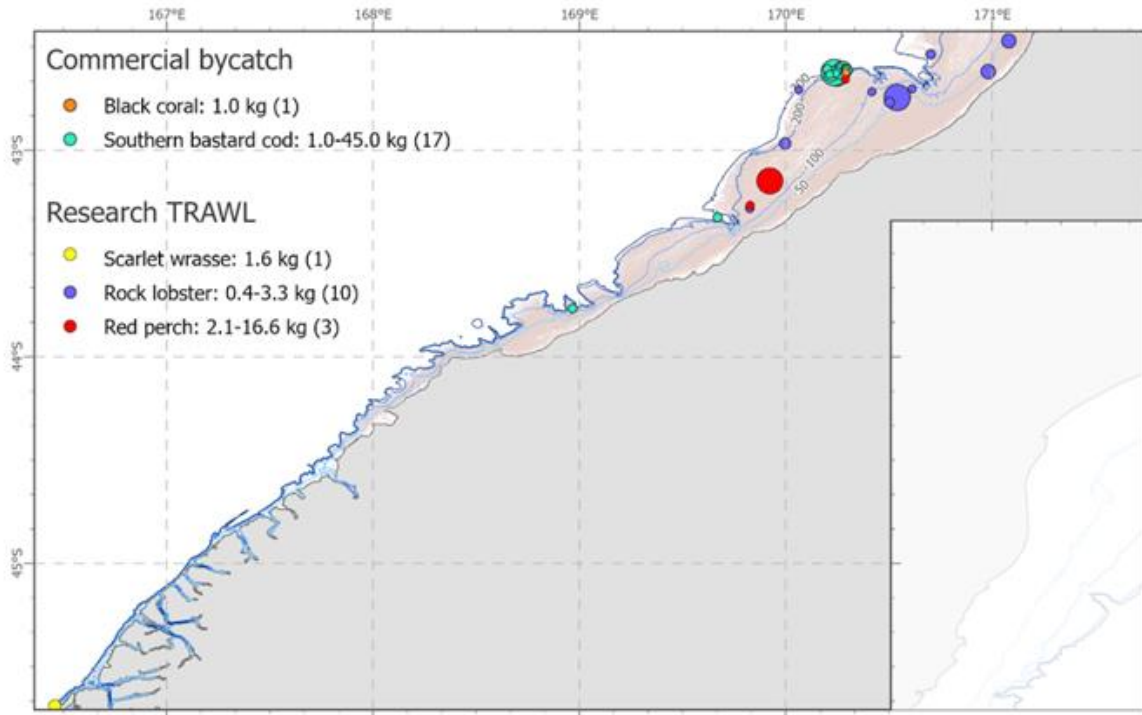 167°E 168°E 169°E 170°E 171°E
Commercial bycatch
Black coral: 1.0 kg (1)
Southern bastard cod: 1.0-45.0 kg (17)
Research TRAWL
Scarlet wrasse: 1.6 kg (1)
Rock lobster: 0.4-3.3 kg (10)
Red perch: 2.1-16.6 kg (3)
200
100
50
43°S
44°S
45°S